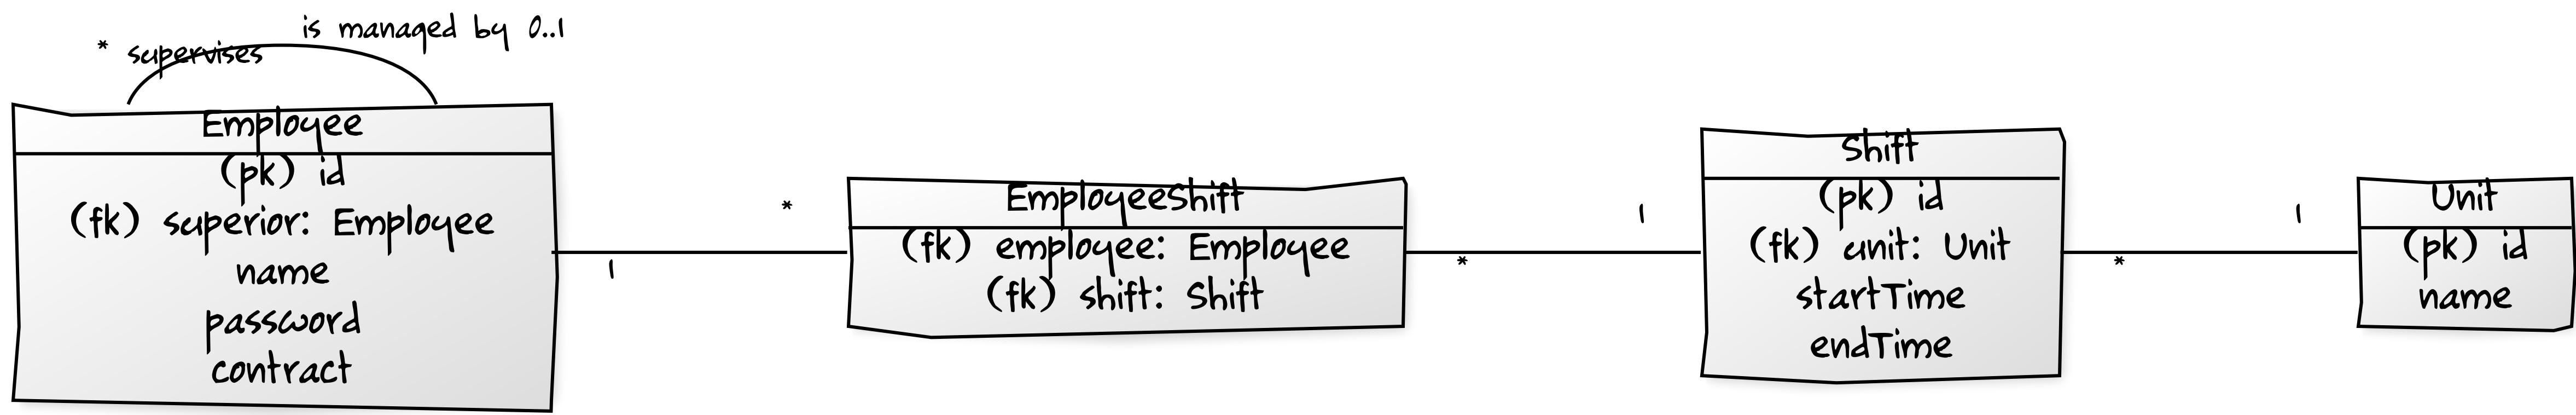 is managed by 0..1
* supervises
Employee
(pk) id
(fk) superior: Employee
name
password
contract
1
*
EmployeeShift
(fk) employee: Employee
(fk) shift: Shift
*
1
Shift
(pk) id
(fk) unit: Unit
startTime
endTime
*
1
Unit
(pk) id
name